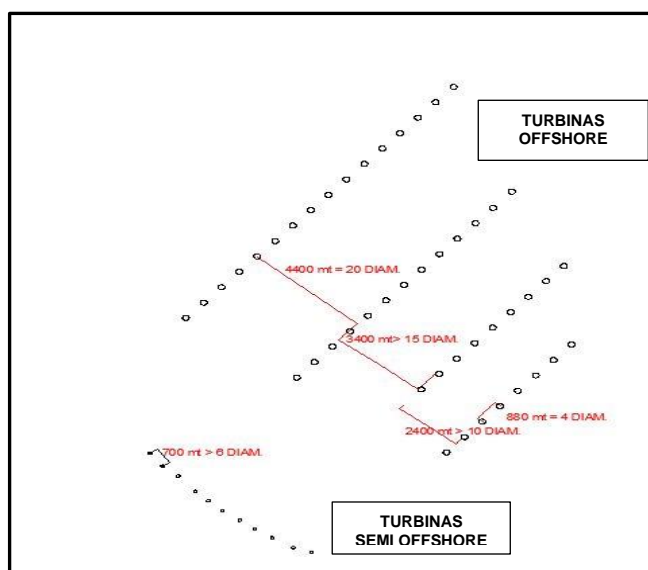 TURBINAS
OFFSHORE
4400 mt = 20 DIAM.
3400 mt> 15 DIAM.
880 mt = 4 DIAM.
2400 mt > 10 DIAM.
700 mt > 6 DIAM.
TURBINAS
SEMI OFFSHORE